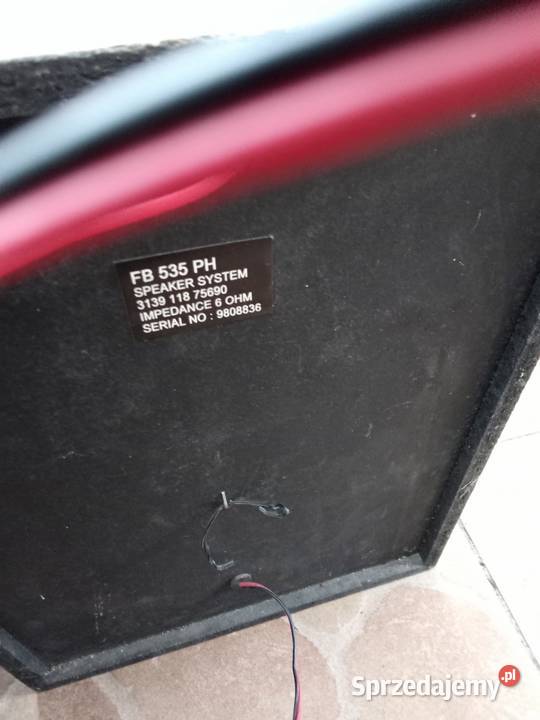 FB 535 PH
SPEAKER SYSTEM
3139 118 75690
IMPEDANCE 6 OHM
SERIAL NO : 9808836
Sprzedajemy.pl